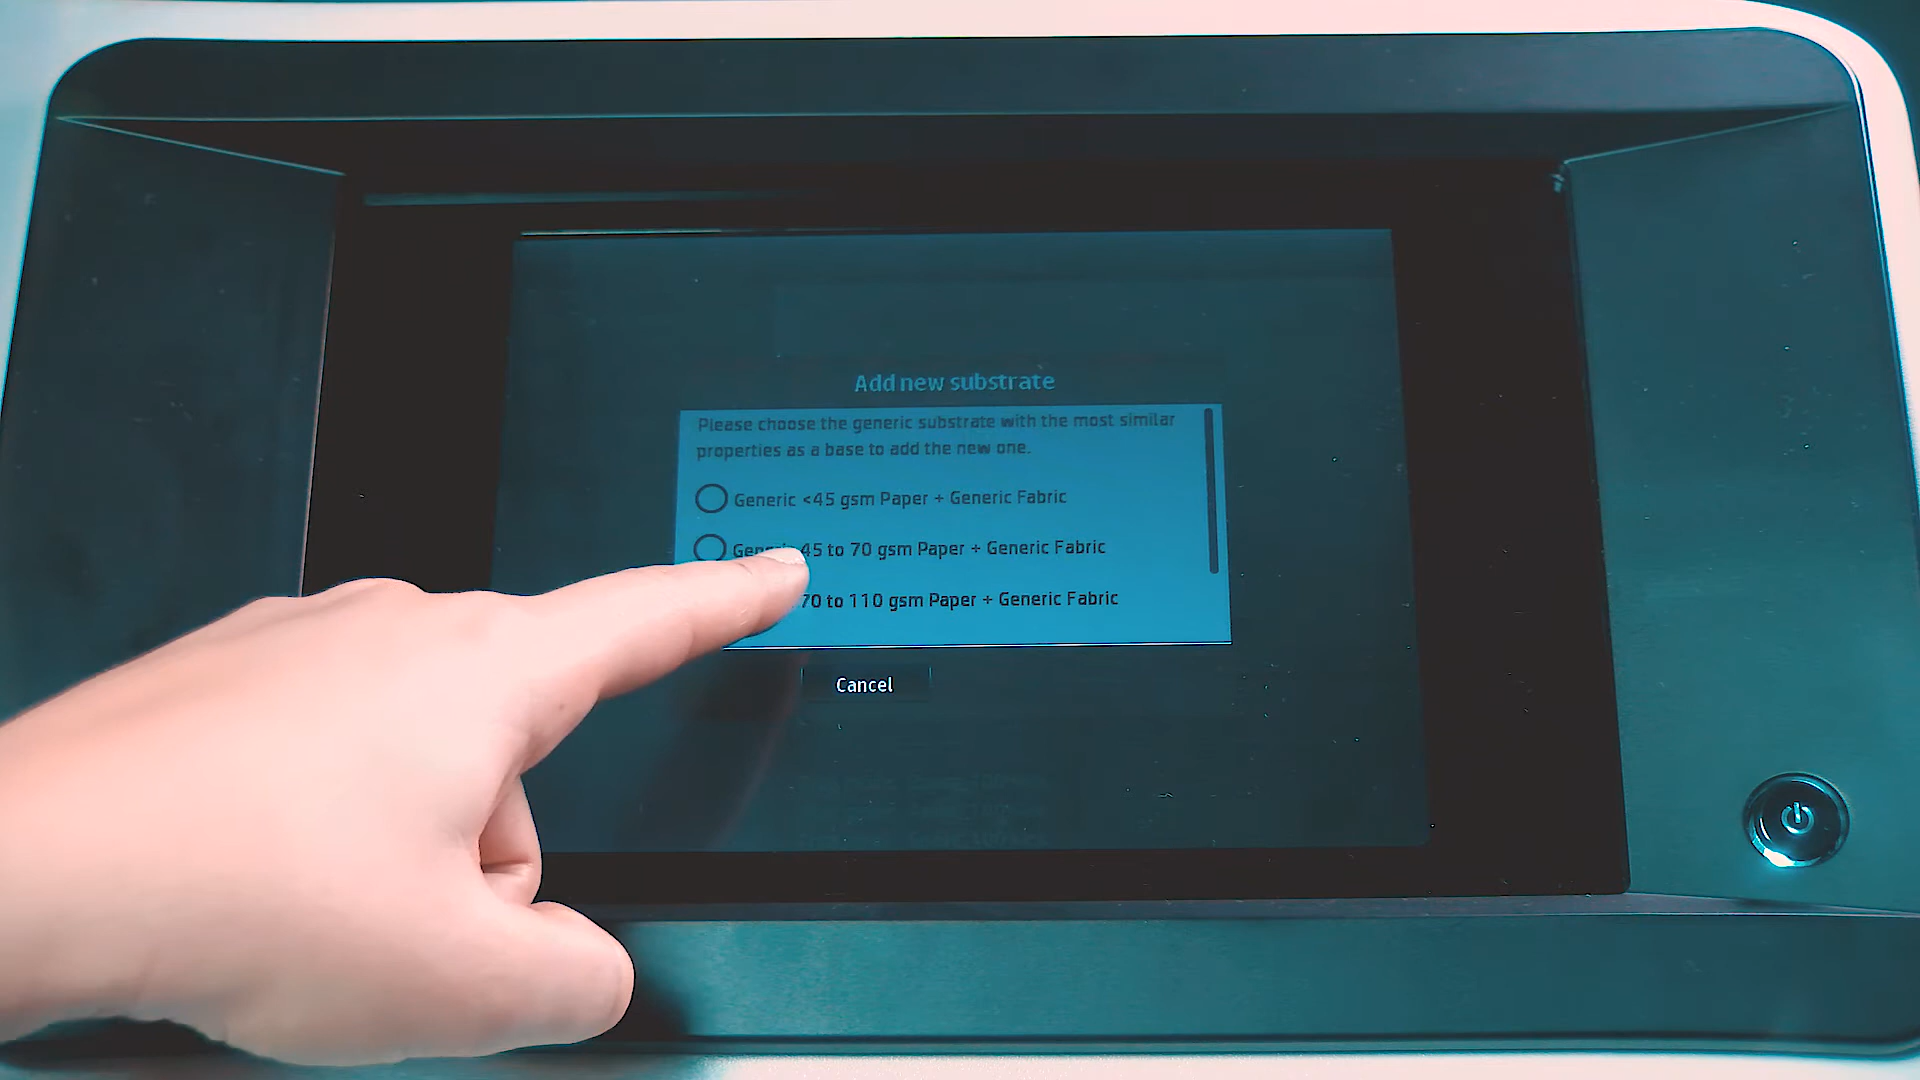 Add new substrate
Please choose the generic substrate with the most similar
properties as a base to add the new one.
Generic <45 gsm Paper + Generic Fabric
45 to 70 gsm Paper + Generic Fabric
70 to 110 gsm Paper + Generic Fabric
Cancel